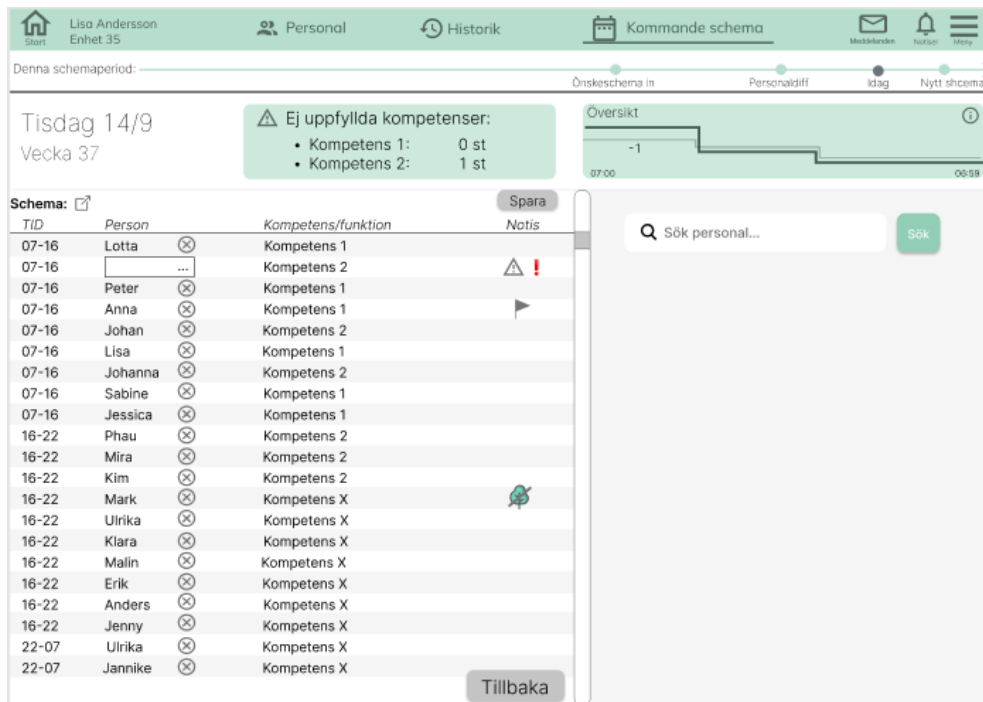 Start
Lisa Andersson
Enhet 35
Personal
Historik
Kommande schema
Meddelanden
Notiser
Meny
Denna schemaperiod:
Önskeschema in
Personaldiff
Idag
Nytt shcema
Tisdag 14/9
Vecka 37
Ej uppfyllda kompetenser:
• Kompetens 1: 0 st
• Kompetens 2: 1 st
Översikt
-1
07:00
06:59
Schema:
Spara
TID Person Kompetens/funktion Notis
07-16 Lotta Kompetens 1
07-16 ... Kompetens 2 !
07-16 Peter Kompetens 1
07-16 Anna Kompetens 1
07-16 Johan Kompetens 2
07-16 Lisa Kompetens 1
07-16 Johanna Kompetens 2
07-16 Sabine Kompetens 1
07-16 Jessica Kompetens 1
16-22 Phau Kompetens 2
16-22 Mira Kompetens 2
16-22 Kim Kompetens 2
16-22 Mark Kompetens X
16-22 Ulrika Kompetens X
16-22 Klara Kompetens X
16-22 Malin Kompetens X
16-22 Erik Kompetens X
16-22 Anders Kompetens X
16-22 Jenny Kompetens X
22-07 Ulrika Kompetens X
22-07 Jannike Kompetens X
Tillbaka
Sök personal...
Sök